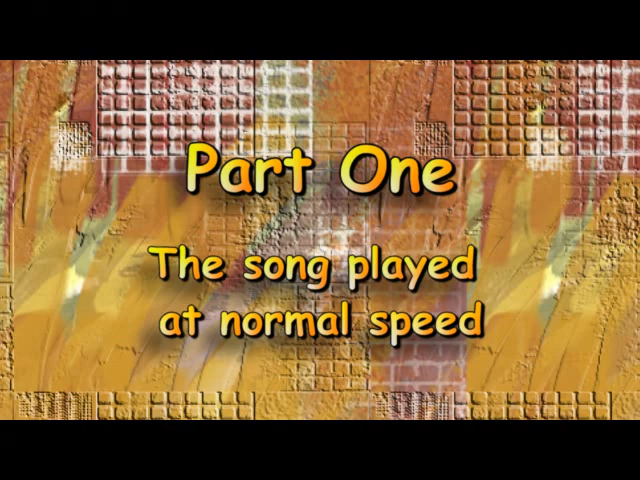 Part One
The song played
at normal speed